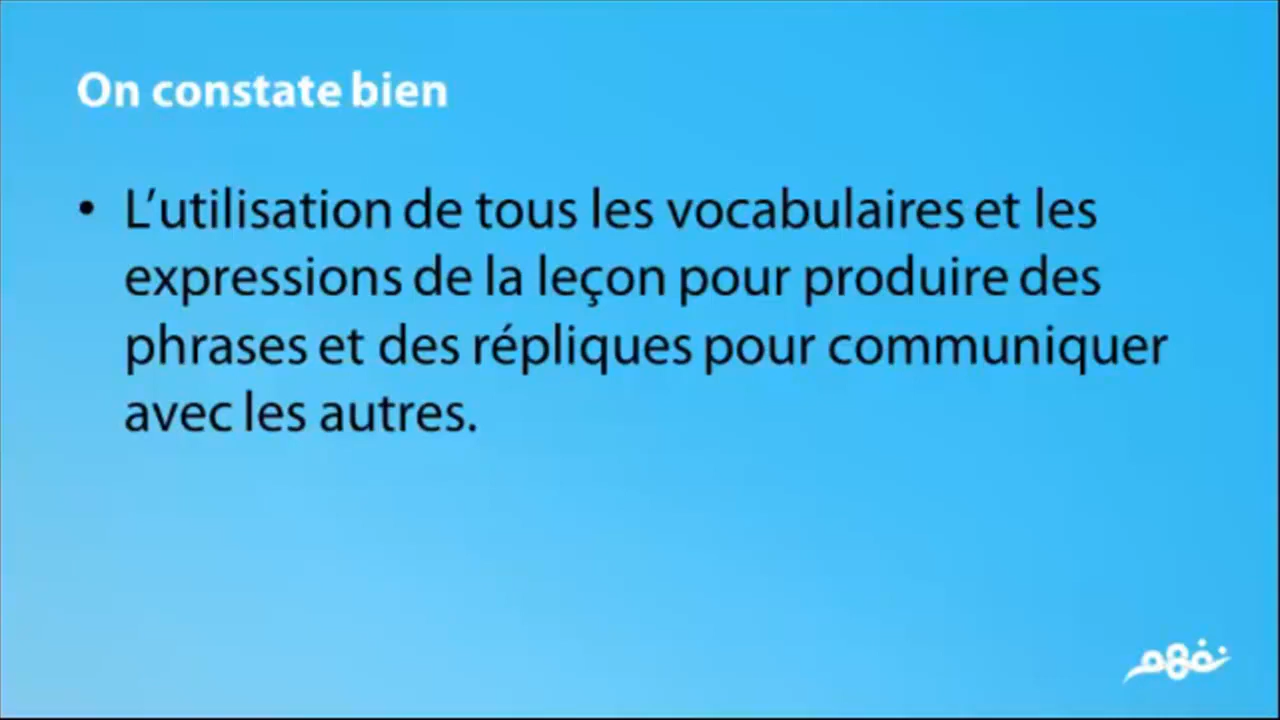 On constate bien
• L’utilisation de tous les vocabulaires et les
expressions de la leçon pour produire des
phrases et des répliques pour communiquer
avec les autres.
نفهم